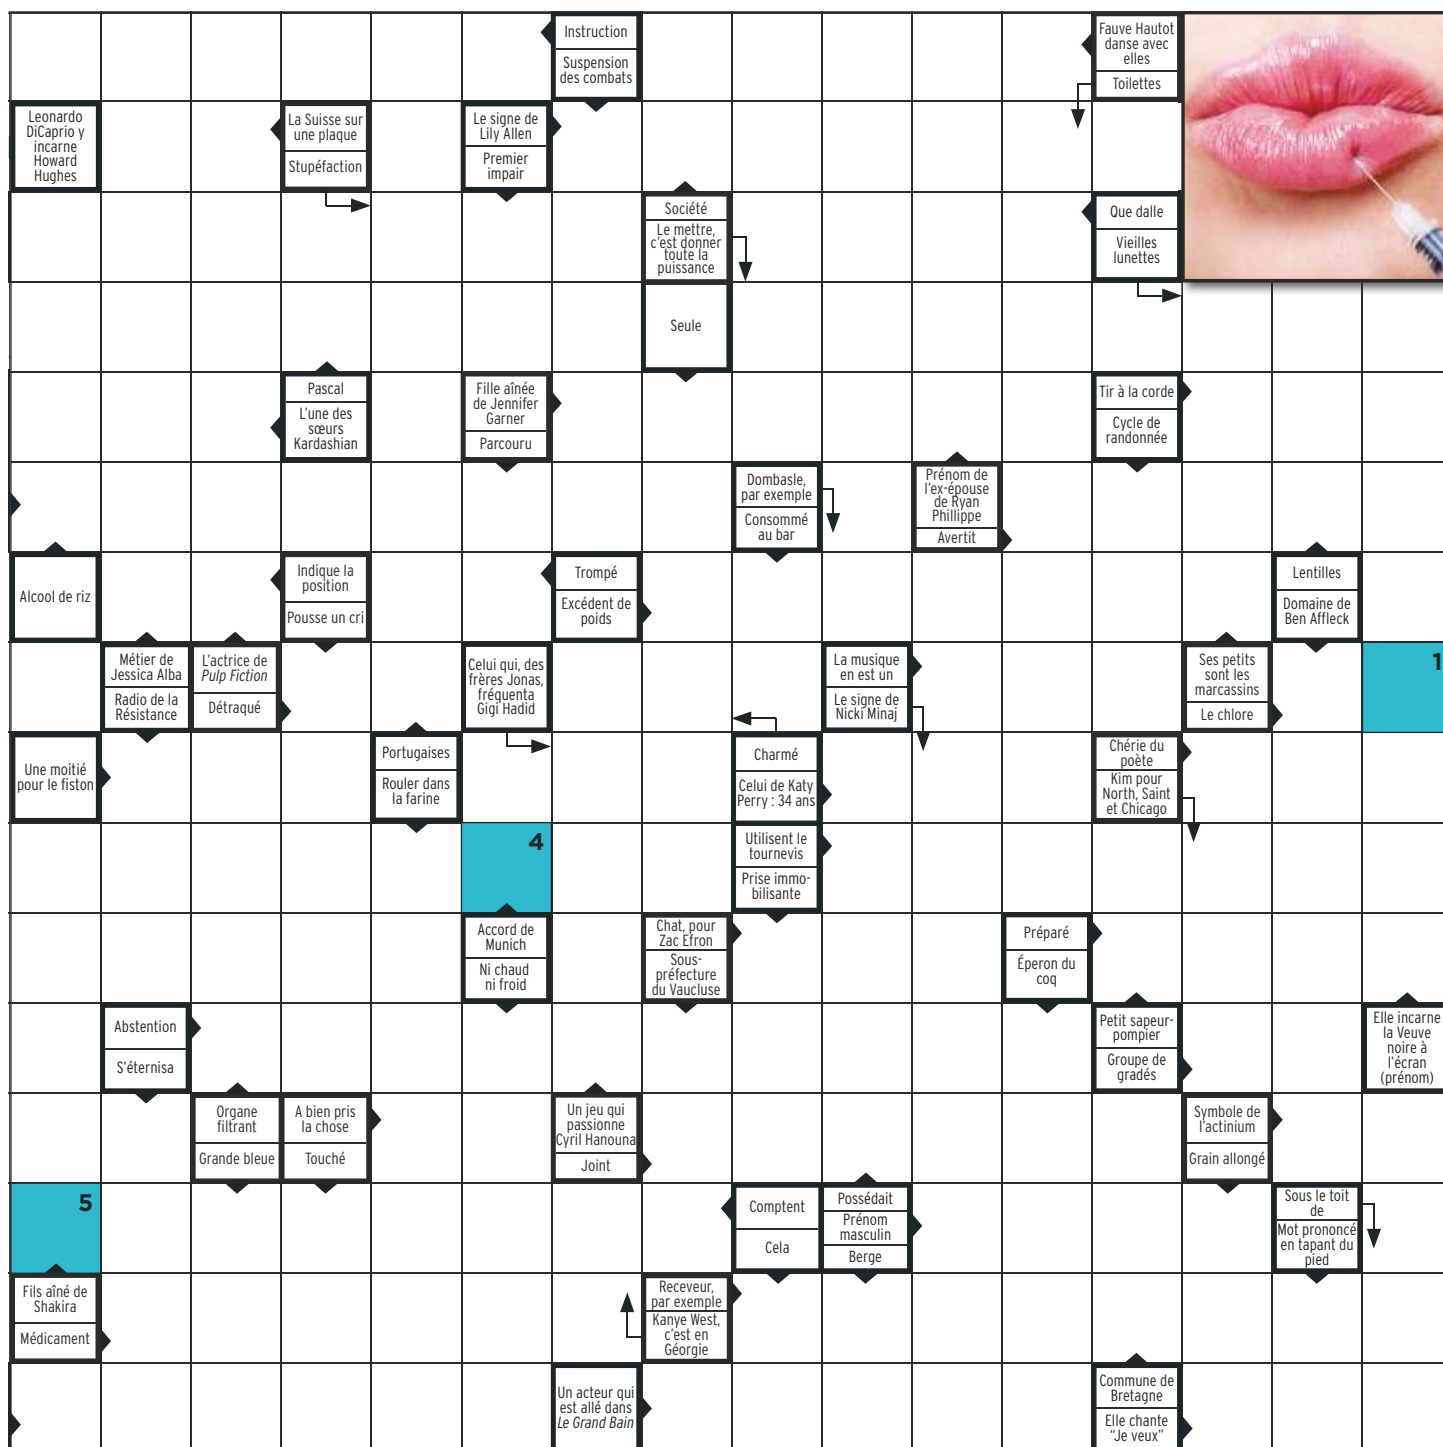 Instruction
Suspension
des combats
Fauve Hautot
danse avec
elles
Toilettes
Leonardo
DiCaprio y
incarne
Howard
Hughes
La Suisse sur
une plaque
Stupéfaction
Le signe de
Lily Allen
Premier
impair
Société
Le mettre,
c'est donner
toute la
puissance
Que dalle
Vieilles
lunettes
Seule
Pascal
L'une des
sœurs
Kardashian
Fille aînée
de Jennifer
Garner
Parcouru
Tir à la corde
Cycle de
randonnée
Dombasle,
par exemple
Consommé
au bar
Prénom de
l'ex-épouse
de Ryan
Phillippe
Avertit
Alcool de riz
Indique la
position
Pousse un cri
Trompé
Excédent de
poids
Lentilles
Domaine de
Ben Affleck
Métier de
Jessica Alba
Radio de la
Résistance
L'actrice de
Pulp Fiction
Détraqué
Celui qui, des
frères Jonas,
fréquenta
Gigi Hadid
La musique
en est un
Le signe de
Nicki Minaj
Ses petits
sont les
marcassins
Le chlore
1
Une moitié
pour le fiston
Portugaises
Rouler dans
la farine
Charmé
Celui de Katy
Perry : 34 ans
Chérie du
poète
Kim pour
North, Saint
et Chicago
4
Utilisent le
tournevis
Prise immo-
bilisante
Accord de
Munich
Ni chaud
ni froid
Chat, pour
Zac Efron
Sous-
préfecture
du Vaucluse
Préparé
Éperon du
coq
Abstention
S'éternisa
Petit sapeur-
pompier
Groupe de
gradés
Elle incarne
la Veuve
noire à
l'écran
(prénom)
Organe
filtrant
Grande bleue
A bien pris
la chose
Touché
Un jeu qui
passionne
Cyril Hanouna
Joint
Symbole de
l'actinium
Grain allongé
5
Comptent
Cela
Possédait
Prénom
masculin
Berge
Sous le toit
de
Mot prononcé
en tapant du
pied
Fils aîné de
Shakira
Médicament
Receveur,
par exemple
Kanye West,
c'est en
Géorgie
Un acteur qui
est allé dans
Le Grand Bain
Commune de
Bretagne
Elle chante
"Je veux"